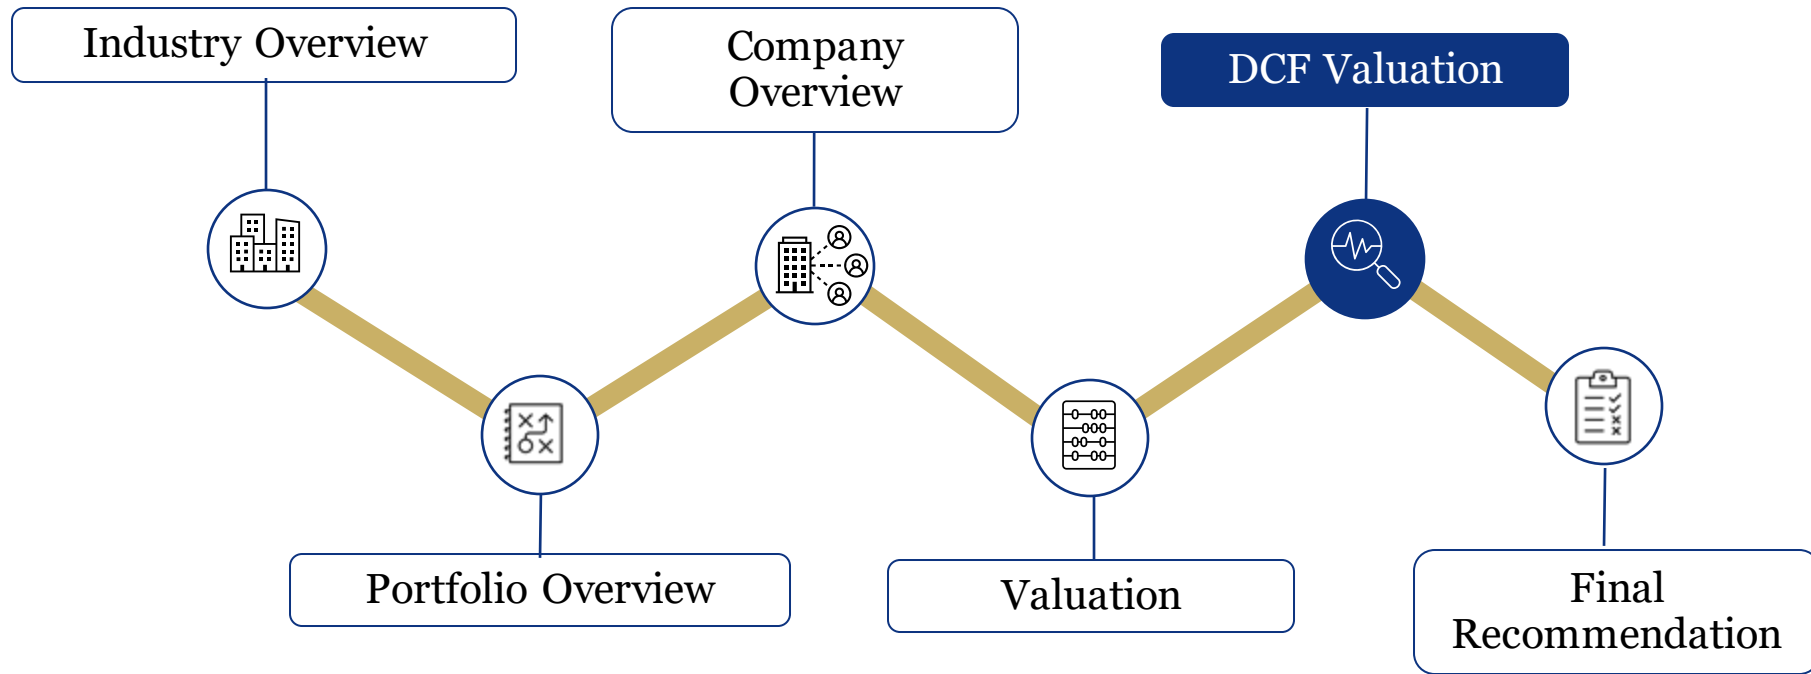 Industry Overview
Company
Overview
DCF Valuation
Portfolio Overview
Valuation
Final
Recommendation